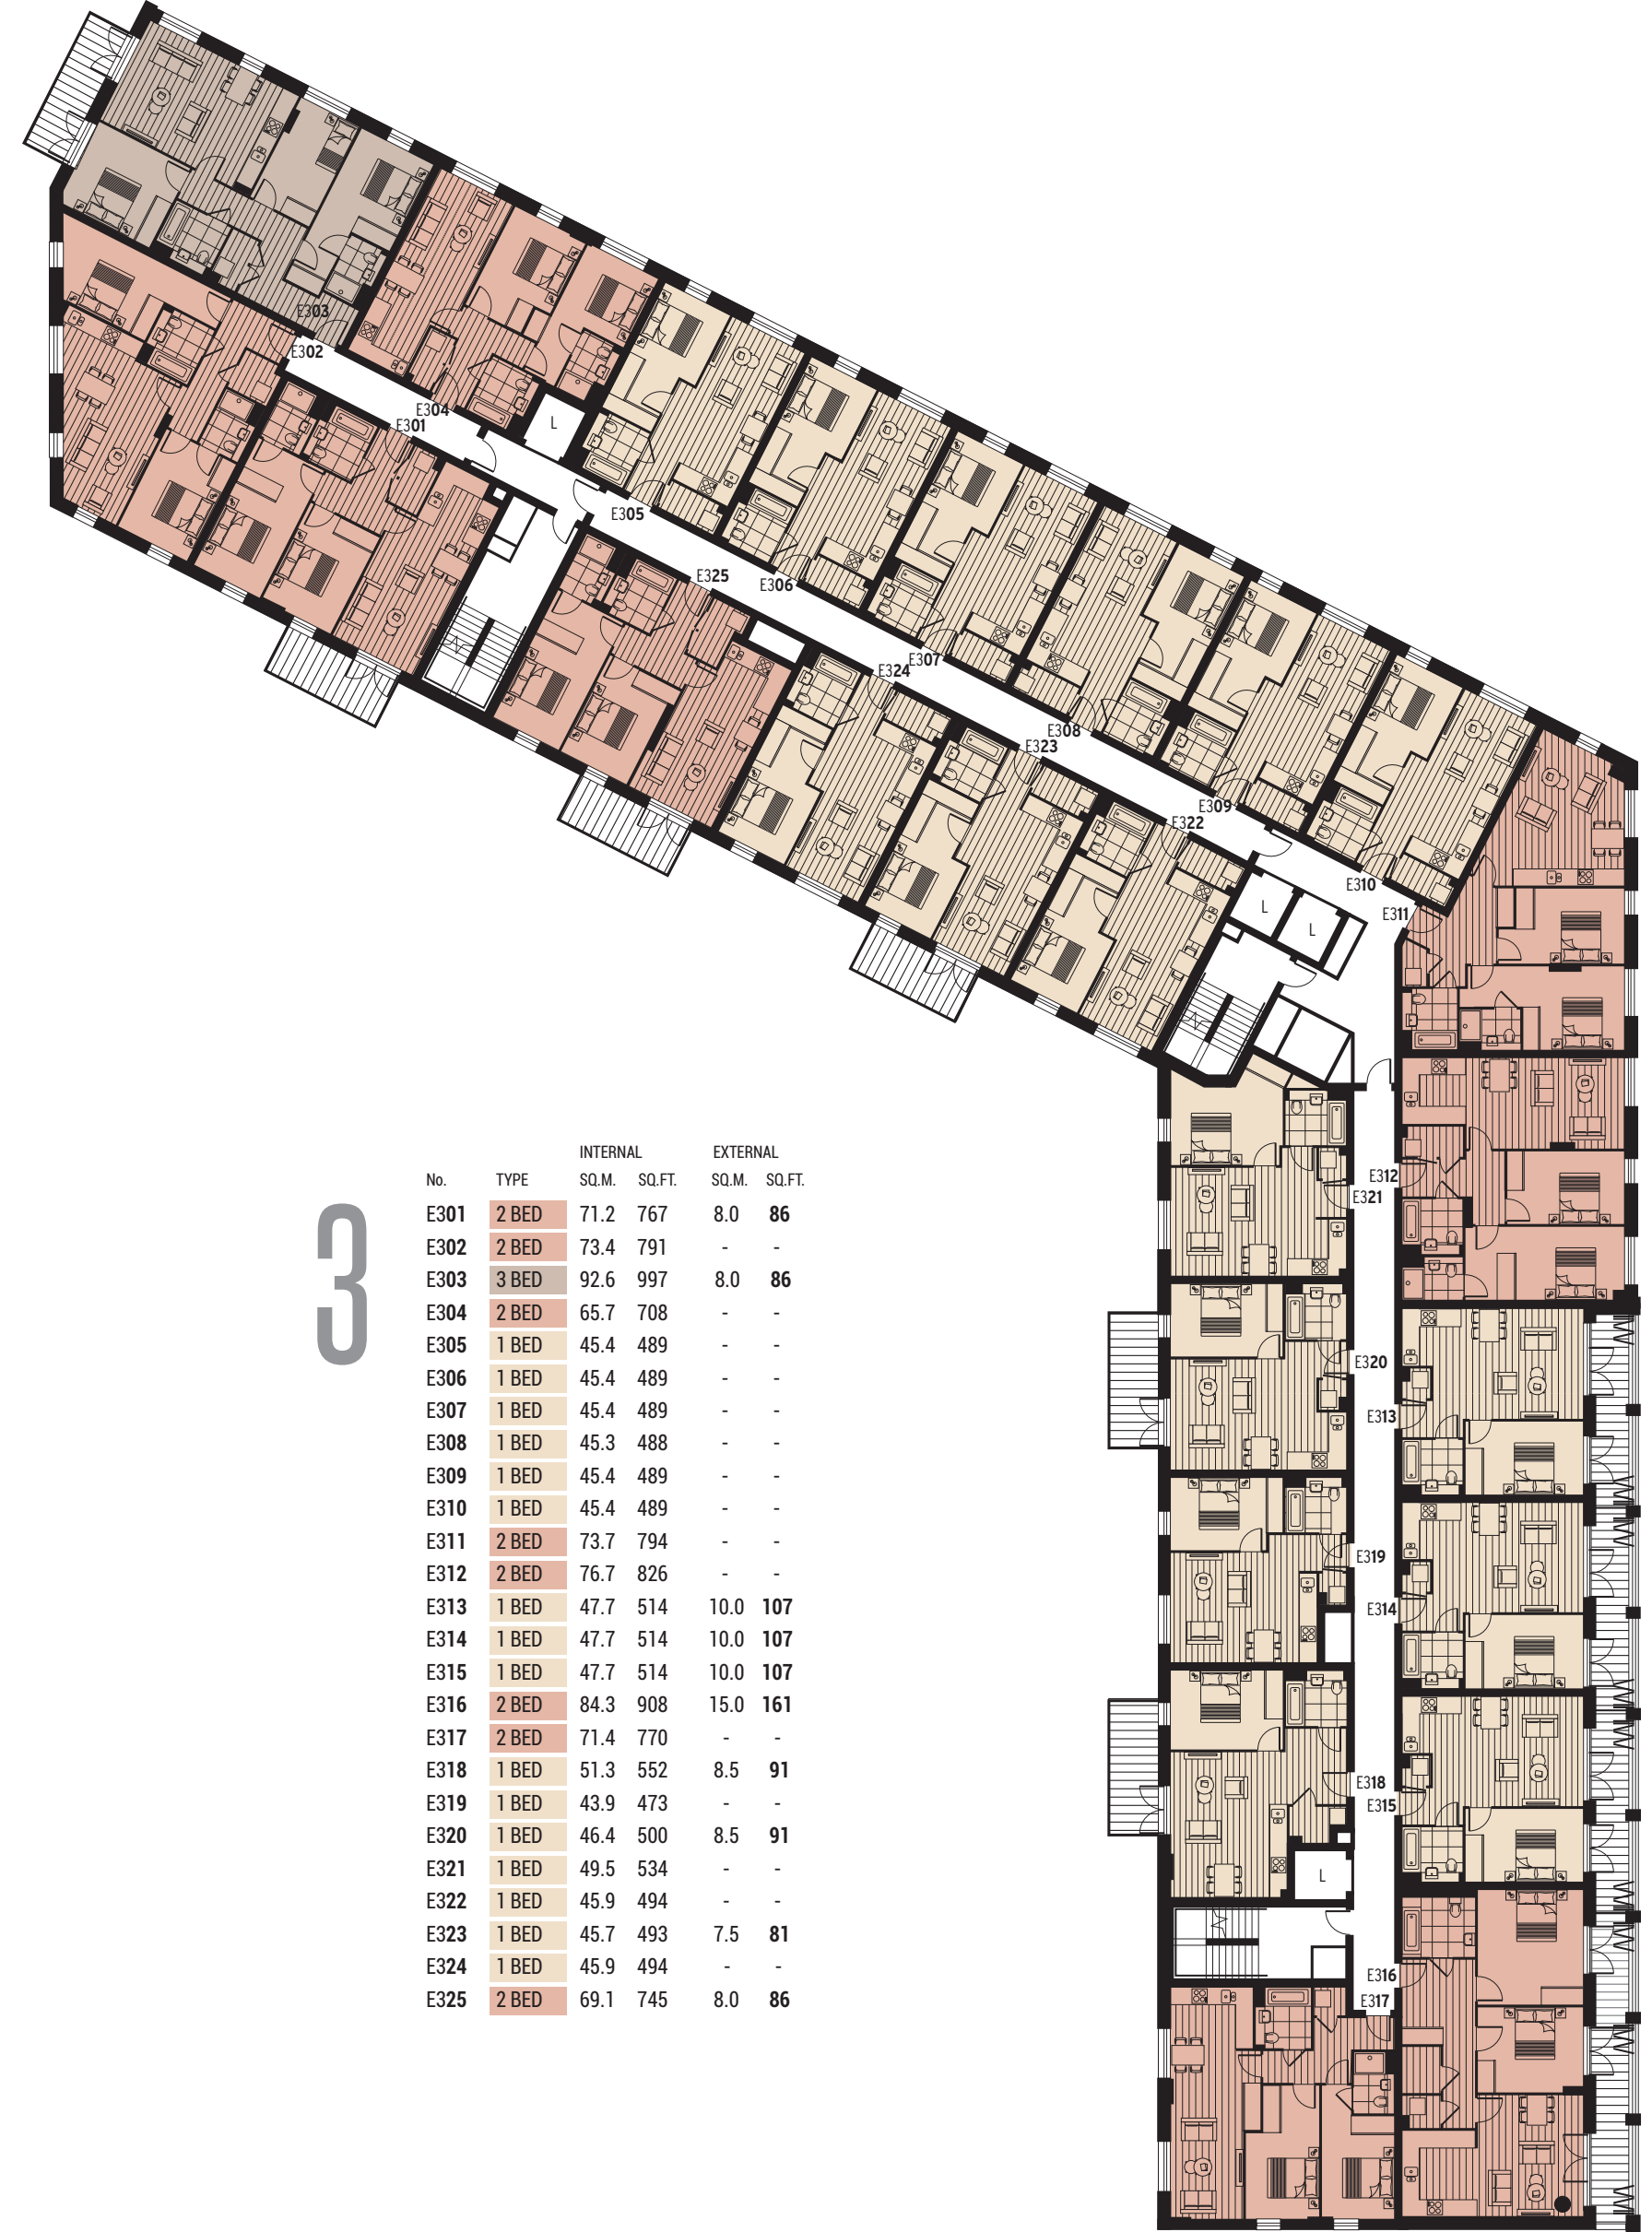 E303
E302
E304
E301
L
E305
E325
E306
E307
E324
E308
E323
E309
E322
E310
E311
L
L
E312
E321
E320
E313
E319
E314
E318
E315
L
E316
E317
3
INTERNAL EXTERNAL
No. TYPE SQ.M. SQ.FT. SQ.M. SQ.FT.
E301 2 BED 71.2 767 8.0 86
E302 2 BED 73.4 791 - -
E303 3 BED 92.6 997 8.0 86
E304 2 BED 65.7 708 - -
E305 1 BED 45.4 489 - -
E306 1 BED 45.4 489 - -
E307 1 BED 45.4 489 - -
E308 1 BED 45.3 488 - -
E309 1 BED 45.4 489 - -
E310 1 BED 45.4 489 - -
E311 2 BED 73.7 794 - -
E312 2 BED 76.7 826 - -
E313 1 BED 47.7 514 10.0 107
E314 1 BED 47.7 514 10.0 107
E315 1 BED 47.7 514 10.0 107
E316 2 BED 84.3 908 15.0 161
E317 2 BED 71.4 770 - -
E318 1 BED 51.3 552 8.5 91
E319 1 BED 43.9 473 - -
E320 1 BED 46.4 500 8.5 91
E321 1 BED 49.5 534 - -
E322 1 BED 45.9 494 - -
E323 1 BED 45.7 493 7.5 81
E324 1 BED 45.9 494 - -
E325 2 BED 69.1 745 8.0 86